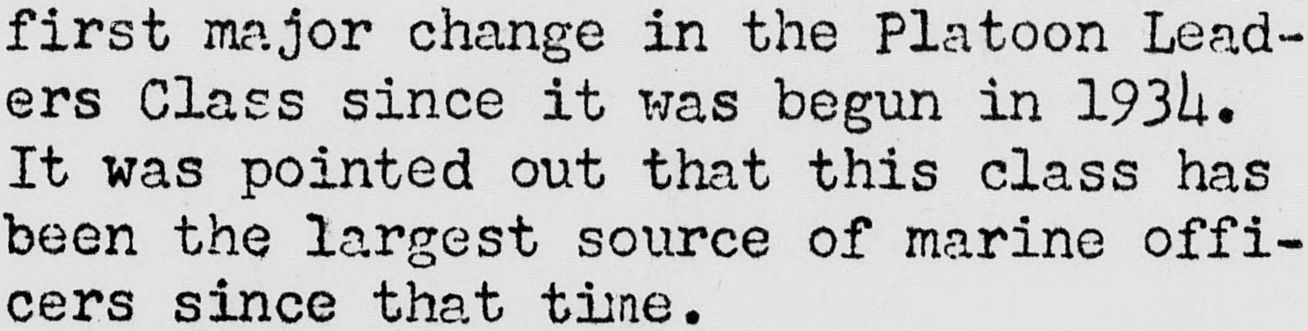 first major change in the Platoon Lead-
ers Class since it was begun in 1934.
It was pointed out that this class has
been the largest source of marine offi-
cers since that time.